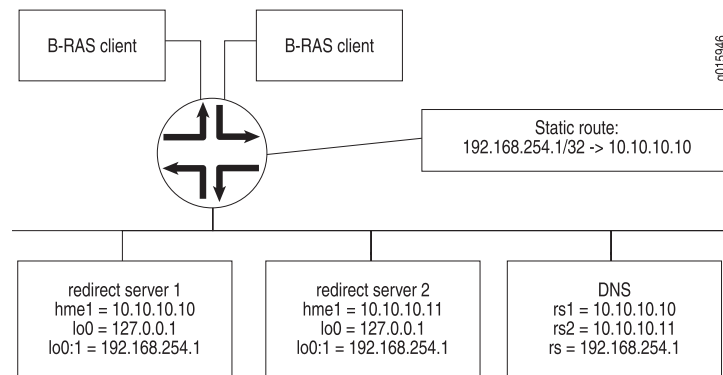 B-RAS client
B-RAS client
g015946
Static route:
192.168.254.1/32 -> 10.10.10.10
redirect server 1
hme1 = 10.10.10.10
lo0 = 127.0.0.1
lo0:1 = 192.168.254.1
redirect server 2
hme1 = 10.10.10.11
lo0 = 127.0.0.1
lo0:1 = 192.168.254.1
DNS
rs1 = 10.10.10.10
rs2 = 10.10.10.11
rs = 192.168.254.1